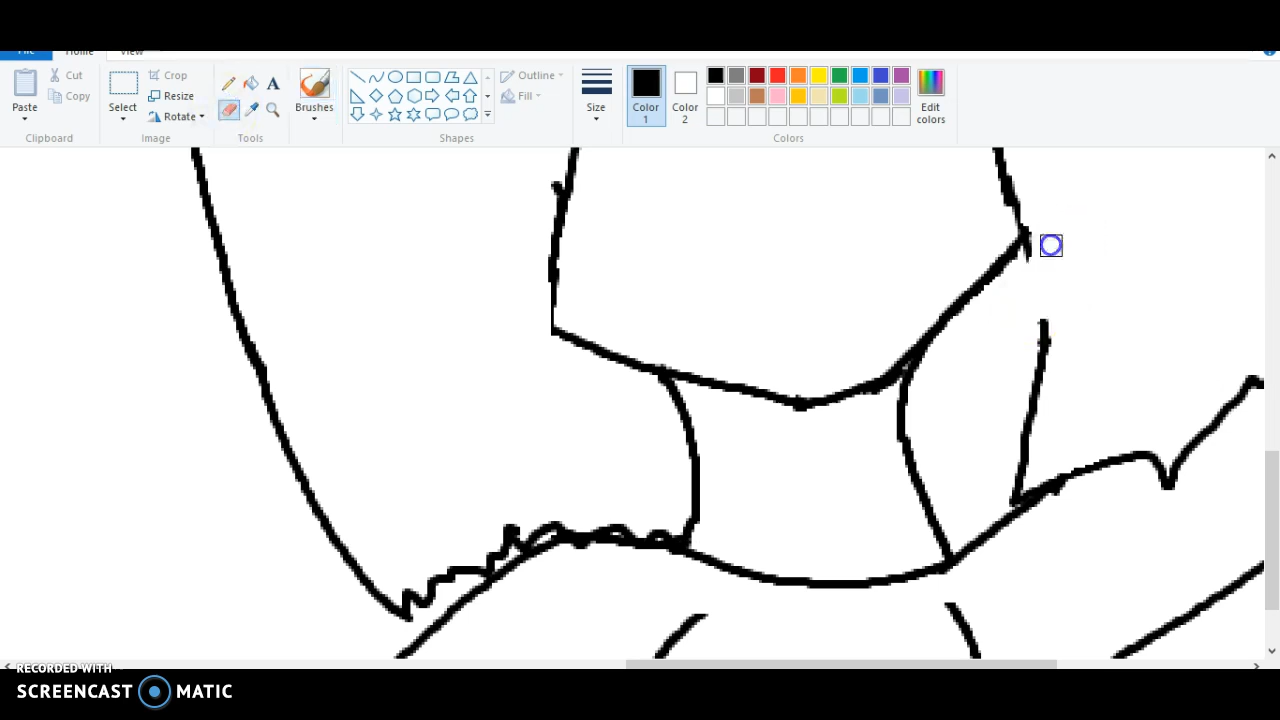 File Home View
Paste
Cut
Copy
Clipboard
Select
Crop
Resize
Rotate
Image
A
Tools
Brushes
Shapes
Outline
Fill
Size
Color
1
Color
2
Edit
colors
Colors
RECORDED WITH
SCREENCAST MATIC